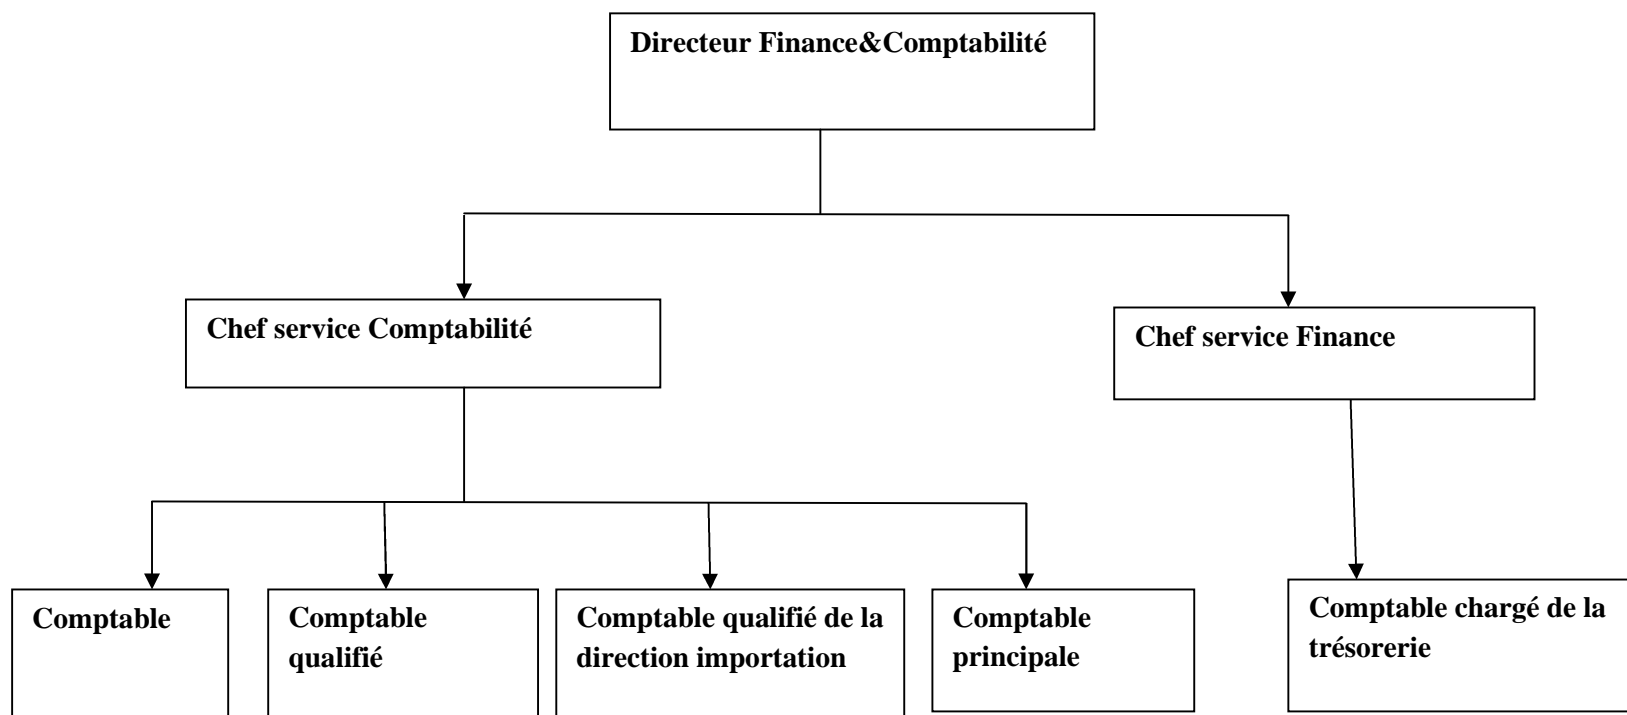 Directeur Finance&Comptabilité
Chef service Comptabilité
Chef service Finance
Comptable
Comptable
qualifié
Comptable qualifié de la
direction importation
Comptable
principale
Comptable chargé de la
trésorerie